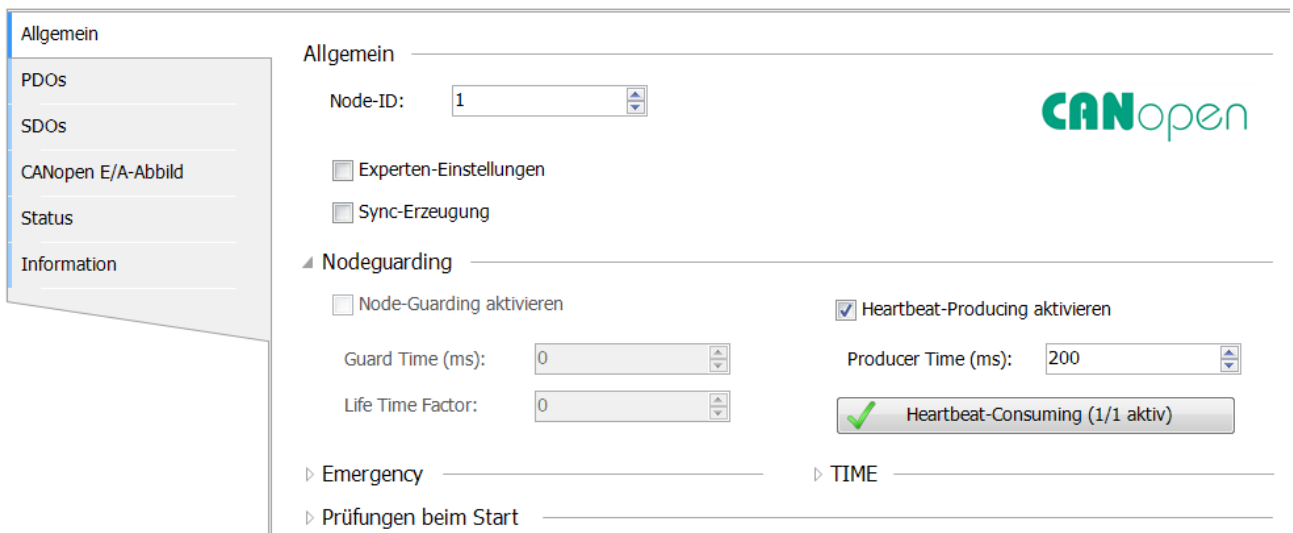 Allgemein
PDOs
SDOs
CANopen E/A-Abbild
Status
Information
Allgemein
Node-ID: 1
CANopen
Experten-Einstellungen
Sync-Erzeugung
Nodeguarding
Node-Guarding aktivieren
Guard Time (ms): 0
Life Time Factor: 0
Heartbeat-Producing aktivieren
Producer Time (ms): 200
Heartbeat-Consuming (1/1 aktiv)
Emergency
TIME
Prüfungen beim Start